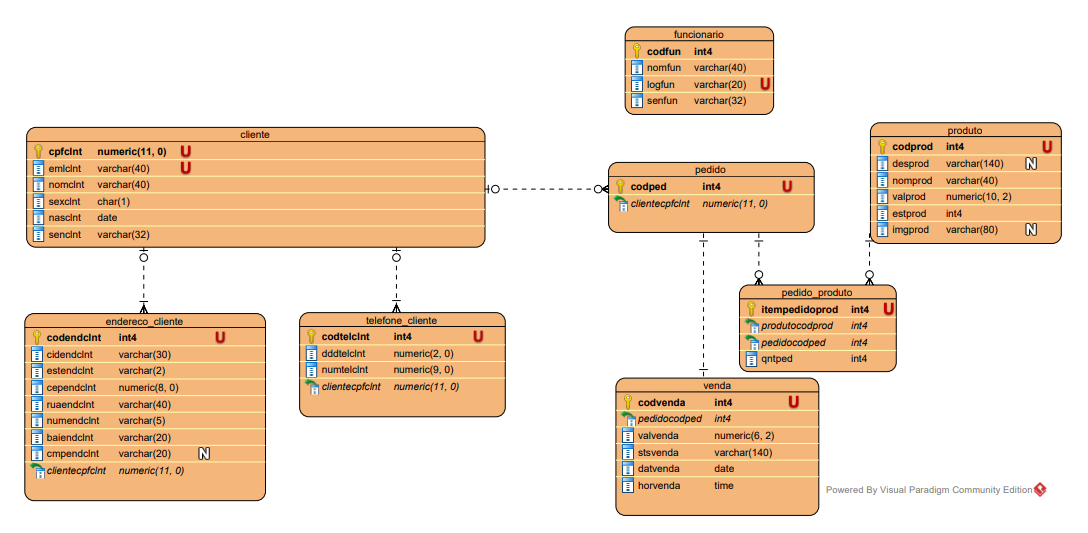 funcionario
codfun int4
nomfun varchar(40)
logfun varchar(20) U
senfun varchar(32)
cliente
cpfclnt numeric(11, 0) U
emlclnt varchar(40) U
nomclnt varchar(40)
sexclnt char(1)
nasclnt date
senclnt varchar(32)
produto
codprod int4 U
desprod varchar(140) N
nomprod varchar(40)
valprod numeric(10, 2)
estprod int4
imgprod varchar(80) N
pedido
codped int4 U
clientecpfclnt numeric(11, 0)
pedido_produto
itempedidoprod int4 U
produtocodprod int4
pedidocodped int4
qntped int4
endereco_cliente
codendclnt int4 U
cidendclnt varchar(30)
estendclnt varchar(2)
cependclnt numeric(8, 0)
ruaendclnt varchar(40)
numendclnt varchar(5)
baiendclnt varchar(20)
cmpendclnt varchar(20) N
clientecpfclnt numeric(11, 0)
telefone_cliente
codtelclnt int4 U
dddtelclnt numeric(2, 0)
numtelclnt numeric(9, 0)
clientecpfclnt numeric(11, 0)
venda
codvenda int4 U
pedidocodped int4
valvenda numeric(6, 2)
stsvenda varchar(140)
datvenda date
horvenda time
Powered By Visual Paradigm Community Edition